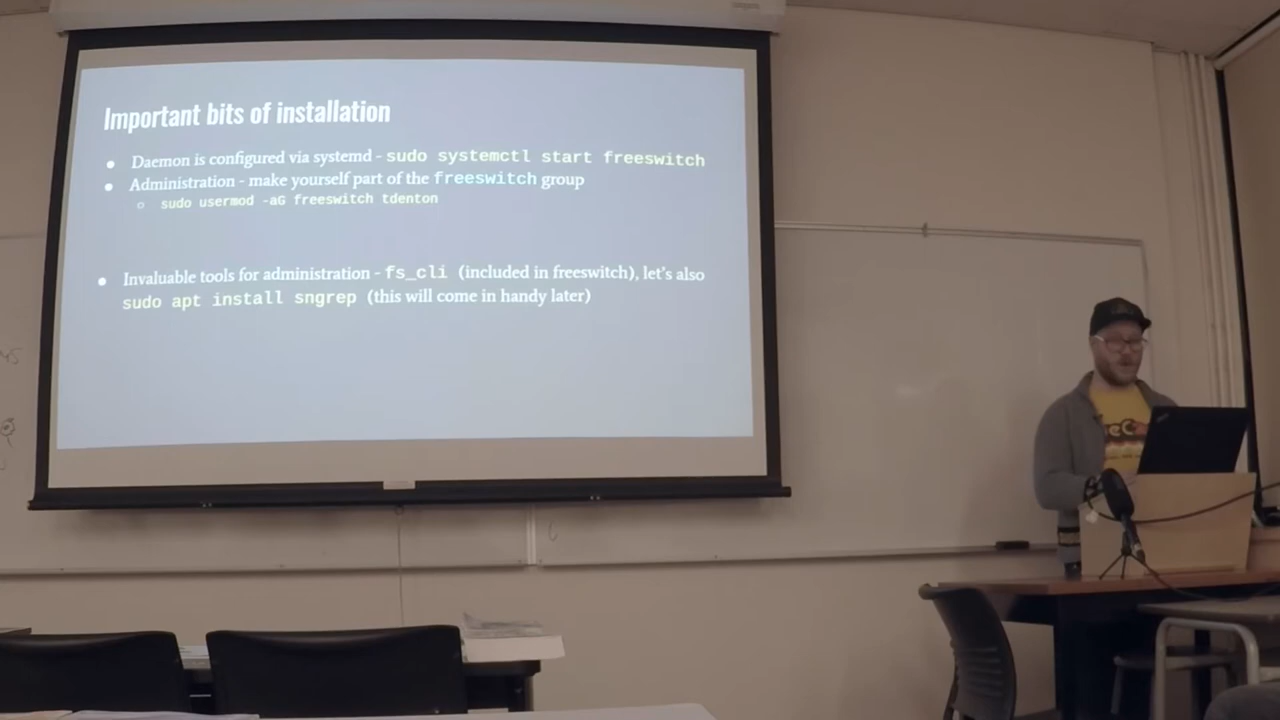 Important bits of installation
● Daemon is configured via systemd - sudo systemctl start freeswitch
● Administration - make yourself part of the freeswitch group
○ sudo usermod -aG freeswitch tdenton
● Invaluable tools for administration - fs_cli (included in freeswitch), let's also
sudo apt install sngrep (this will come in handy later)